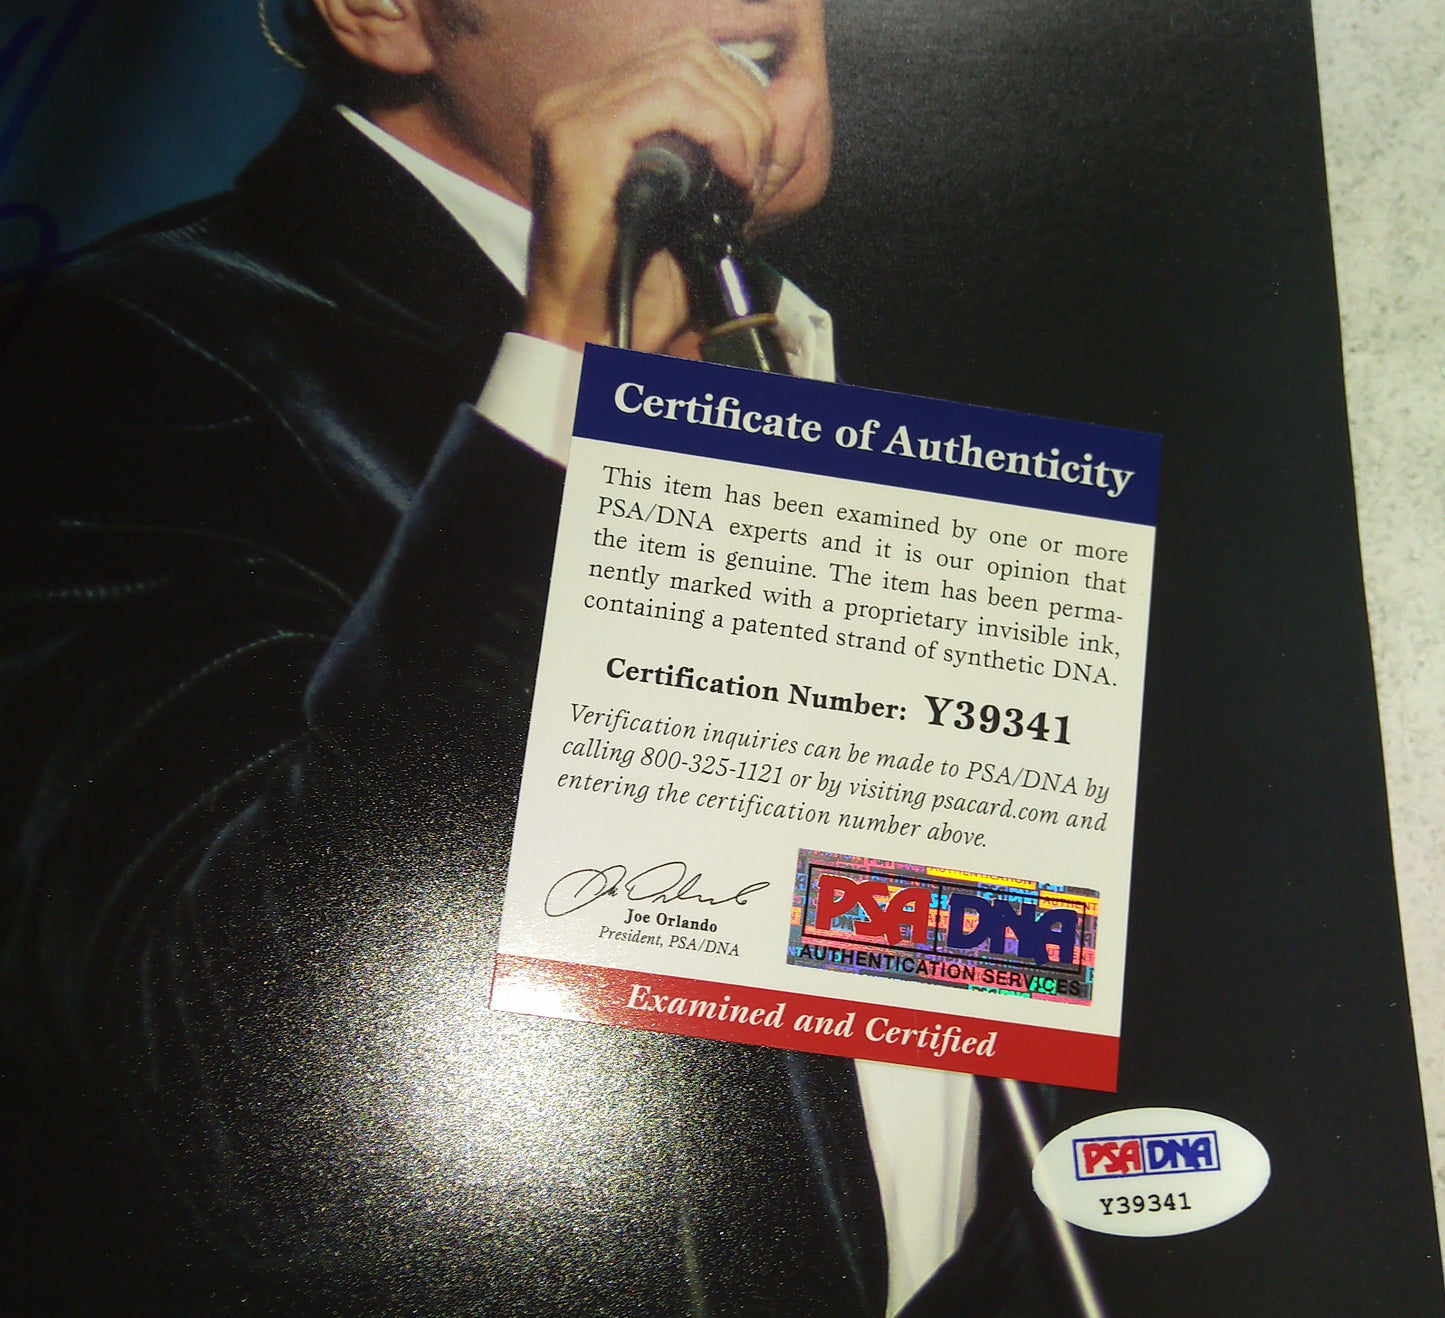 Certificate of Authenticity
This item has been examined by one or more
PSA/DNA experts and it is our opinion that
the item is genuine. The item has been perma-
nently marked with a proprietary invisible ink,
containing a patented strand of synthetic DNA.
Certification Number: Y39341
Verification inquiries can be made to PSA/DNA by
calling 800-325-1121 or by visiting psacard.com and
entering the certification number above.
Joe Orlando
President, PSA/DNA
PSA DNA
AUTHENTICATION SERVICES
Examined and Certified
PSA DNA
Y39341